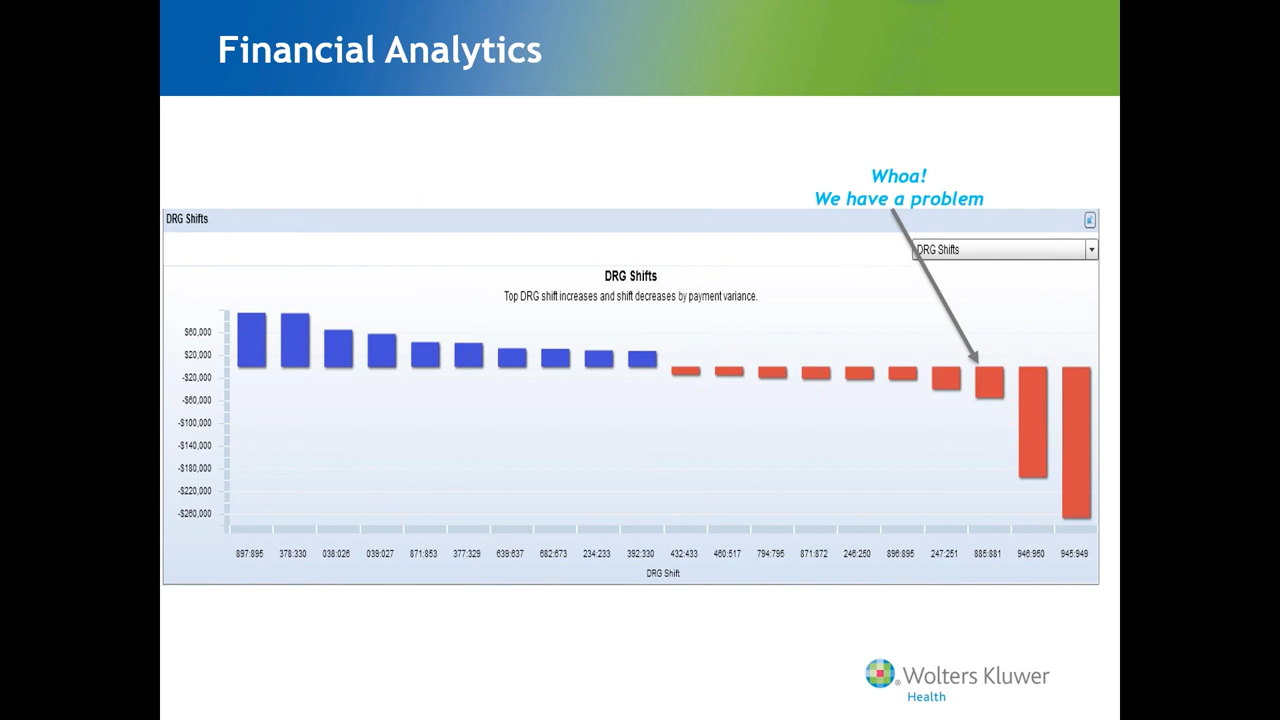 Financial Analytics
Whoa!
We have a problem
DRG Shifts
DRG Shifts
DRG Shifts
Top DRG shift increases and shift decreases by payment variance.
$60,000
$20,000
-$20,000
-$60,000
-$100,000
-$140,000
-$180,000
-$220,000
-$260,000
897:895 378:330 038:026 039:027 871:853 377:329 639:637 682:673 234:233 392:330 432:433 460:517 794:795 871:872 246:250 896:895 247:251 885:881 946:950 945:949
DRG Shift
Wolters Kluwer
Health